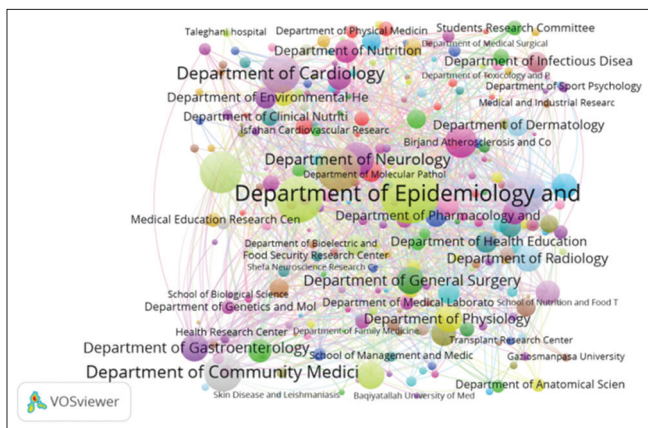 Taleghani hospital
Department of Physical Medicin
Students Research Committee
Department of Nutrition
Department of Medical Surgical
Department of Infectious Disea
Department of Cardiology
Department of Toxicology and P
Department of Sport Psychology
Department of Environmental He
Medical and Industrial Researc
Department of Clinical Nutriti
Department of Dermatology
Isfahan Cardiovascular Researc
Birjand Atherosclerosis and Co
Department of Neurology
Department of Molecular Pathol
Department of Epidemiology and
Medical Education Research Cen
Department of Pharmacology and
Department of Bioelectric and
Department of Health Education
Food Security Research Center
Department of Radiology
Shefa Neuroscience Research Ce
Department of General Surgery
School of Biological Science
Department of Medical Laborato
School of Nutrition and Food T
Department of Genetics and Mol
Department of Physiology
Health Research Center
Department of Family Medicine
Transplant Research Center
Department of Gastroenterology
School of Management and Medic
Gaziosmanpasa University
Department of Community Medici
Department of Anatomical Scien
Skin Disease and Leishmaniasis
Baqiyatallah University of Med
VOSviewer